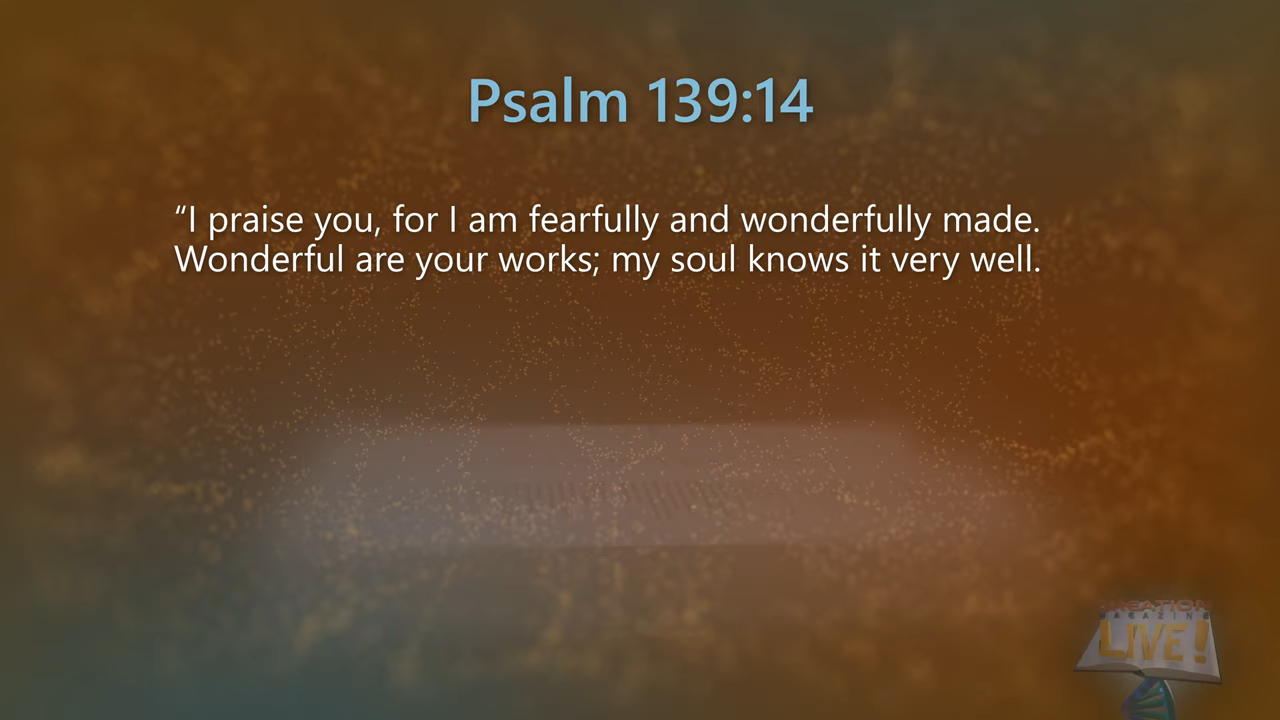 Psalm 139:14
“I praise you, for I am fearfully and wonderfully made.
Wonderful are your works; my soul knows it very well.
CREATION
MAGAZINE
LIVE!